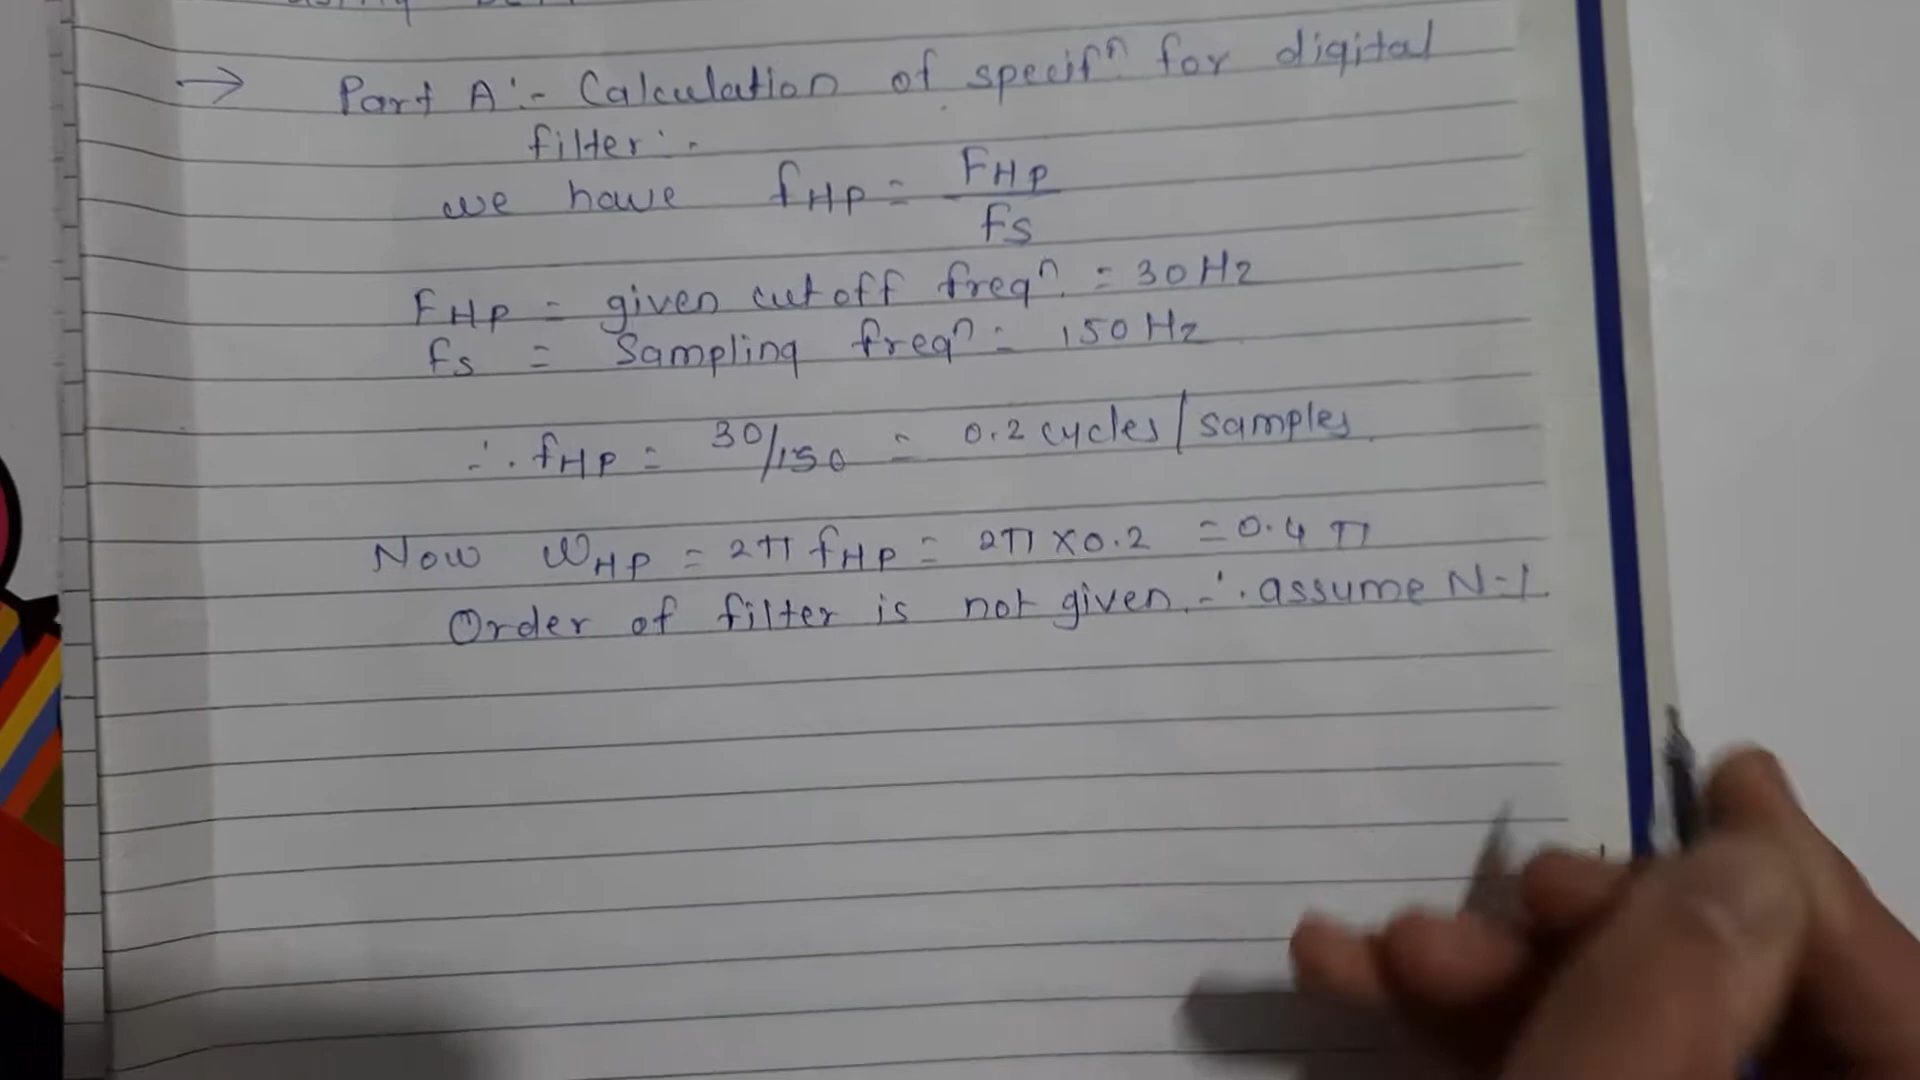 → Part A :- Calculation of specifⁿ for digital
filter :-
we have f_HP = F_HP / Fs
F_HP = given cutoff freqⁿ. = 30 Hz
Fs = Sampling freqⁿ = 150 Hz
∴ f_HP = 30/150 = 0.2 cycles/samples.
Now ω_HP = 2π f_HP = 2π × 0.2 = 0.4 π
Order of filter is not given. ∴ assume N=1.